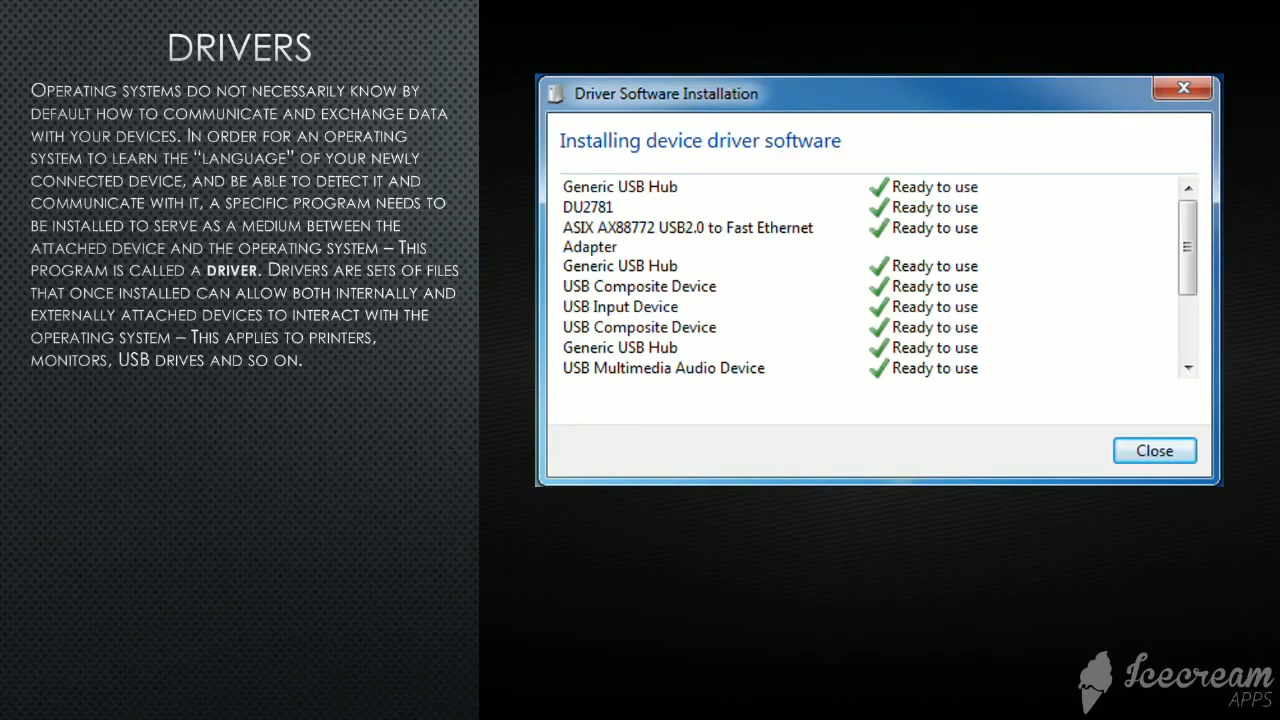 DRIVERS
OPERATING SYSTEMS DO NOT NECESSARILY KNOW BY
DEFAULT HOW TO COMMUNICATE AND EXCHANGE DATA
WITH YOUR DEVICES. IN ORDER FOR AN OPERATING
SYSTEM TO LEARN THE “LANGUAGE” OF YOUR NEWLY
CONNECTED DEVICE, AND BE ABLE TO DETECT IT AND
COMMUNICATE WITH IT, A SPECIFIC PROGRAM NEEDS TO
BE INSTALLED TO SERVE AS A MEDIUM BETWEEN THE
ATTACHED DEVICE AND THE OPERATING SYSTEM – THIS
PROGRAM IS CALLED A DRIVER. DRIVERS ARE SETS OF FILES
THAT ONCE INSTALLED CAN ALLOW BOTH INTERNALLY AND
EXTERNALLY ATTACHED DEVICES TO INTERACT WITH THE
OPERATING SYSTEM – THIS APPLIES TO PRINTERS,
MONITORS, USB DRIVES AND SO ON.
Driver Software Installation
Installing device driver software
Generic USB Hub Ready to use
DU2781 Ready to use
ASIX AX88772 USB2.0 to Fast Ethernet Ready to use
Adapter
Generic USB Hub Ready to use
USB Composite Device Ready to use
USB Input Device Ready to use
USB Composite Device Ready to use
Generic USB Hub Ready to use
USB Multimedia Audio Device Ready to use
Close
Icecream
APPS